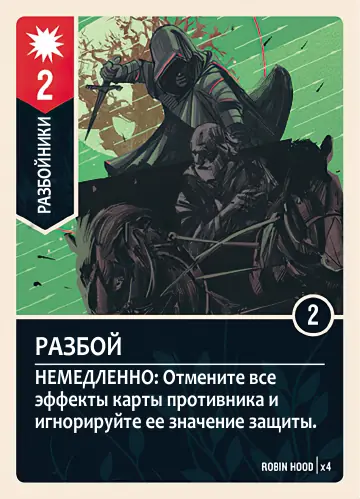 2
РАЗБОЙНИКИ
2
РАЗБОЙ
НЕМЕДЛЕННО: Отмените все
эффекты карты противника и
игнорируйте ее значение защиты.
ROBIN HOOD | x4